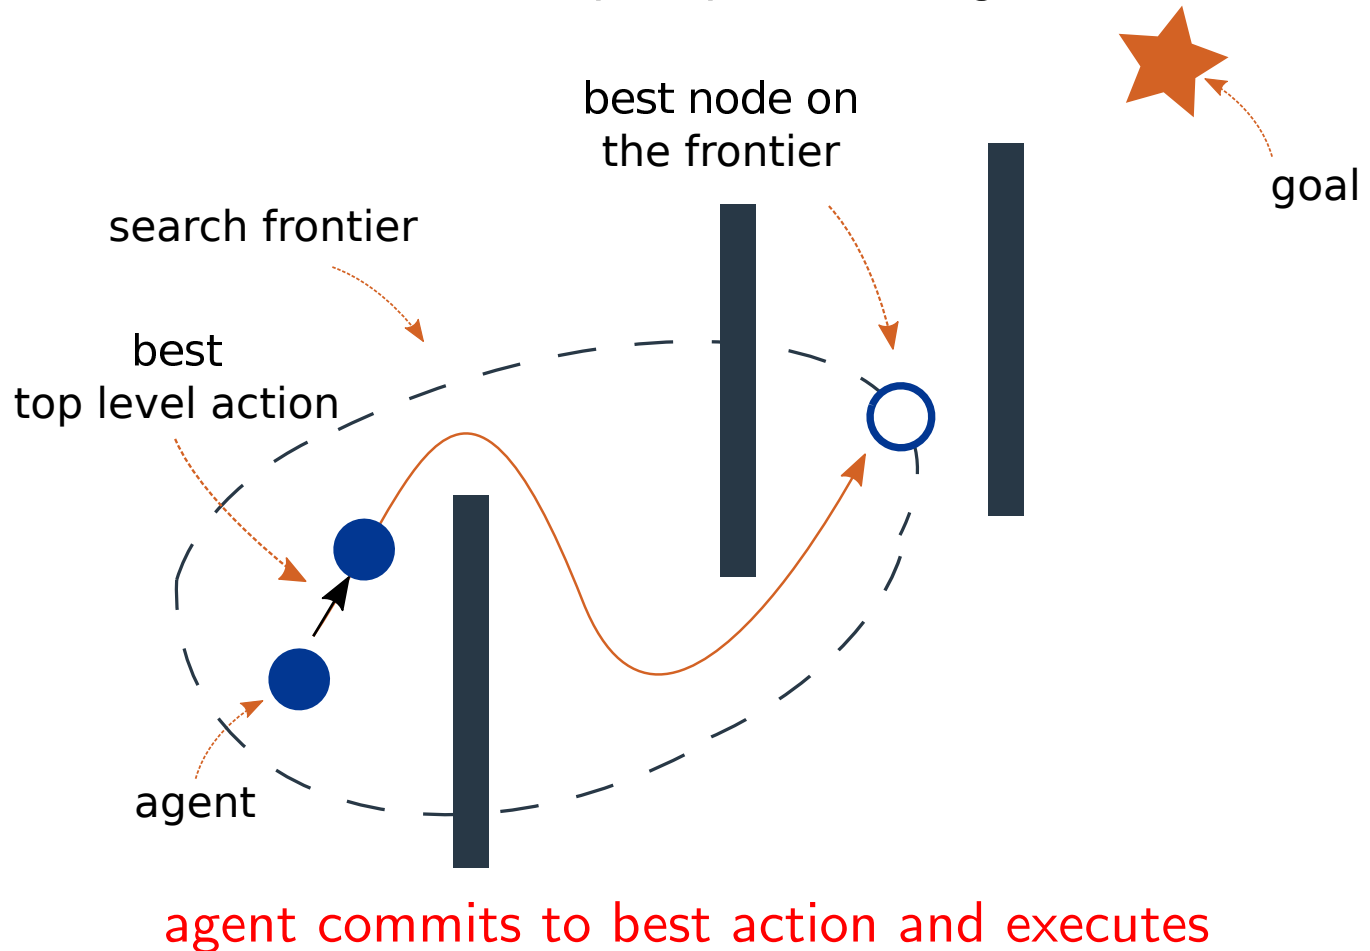 best node on
the frontier
goal
search frontier
best
top level action
agent
agent commits to best action and executes